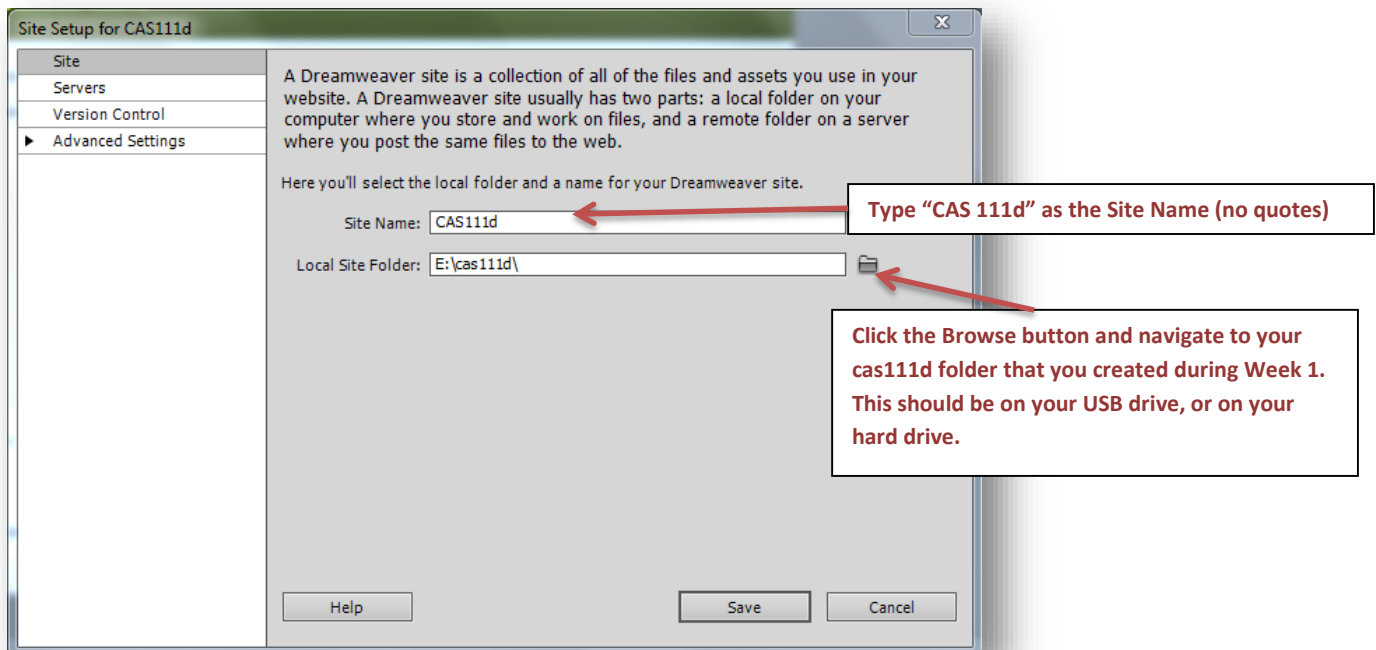 Site Setup for CAS111d
X
Site
Servers
Version Control
Advanced Settings
A Dreamweaver site is a collection of all of the files and assets you use in your
website. A Dreamweaver site usually has two parts: a local folder on your
computer where you store and work on files, and a remote folder on a server
where you post the same files to the web.
Here you'll select the local folder and a name for your Dreamweaver site.
Site Name: CAS111d
Type “CAS 111d” as the Site Name (no quotes)
Local Site Folder: E:\cas111d\
Click the Browse button and navigate to your
cas111d folder that you created during Week 1.
This should be on your USB drive, or on your
hard drive.
Help
Save
Cancel